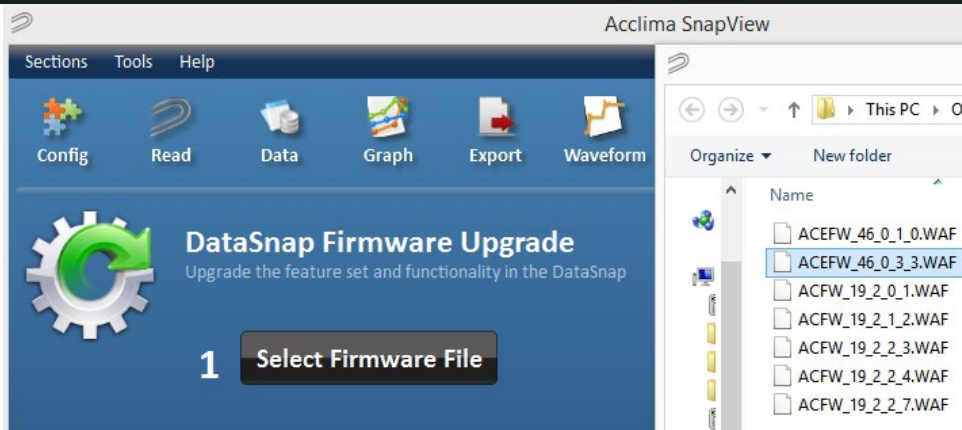 Acclima SnapView
Sections Tools Help
Config Read Data Graph Export Waveform
DataSnap Firmware Upgrade
Upgrade the feature set and functionality in the DataSnap
1 Select Firmware File
This PC O
Organize New folder
Name
ACEFW_46_0_1_0.WAF
ACEFW_46_0_3_3.WAF
ACFW_19_2_0_1.WAF
ACFW_19_2_1_2.WAF
ACFW_19_2_2_3.WAF
ACFW_19_2_2_4.WAF
ACFW_19_2_2_7.WAF